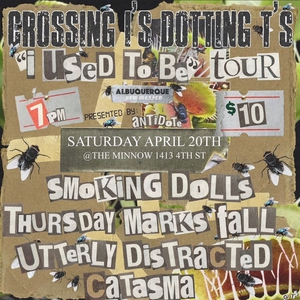 CROSSING I'S DOTTING T'S
"i USED TO BE" TOUR
ALBUQUERQUE
7PM
$10
PRESENTED BY:
ANTIDOTE
SATURDAY APRIL 20TH
@THE MINNOW 1413 4TH ST
SMOKING DOLLS
THURSDAY MARKS FALL
UTTERLY DISTRACTED
CATASMA